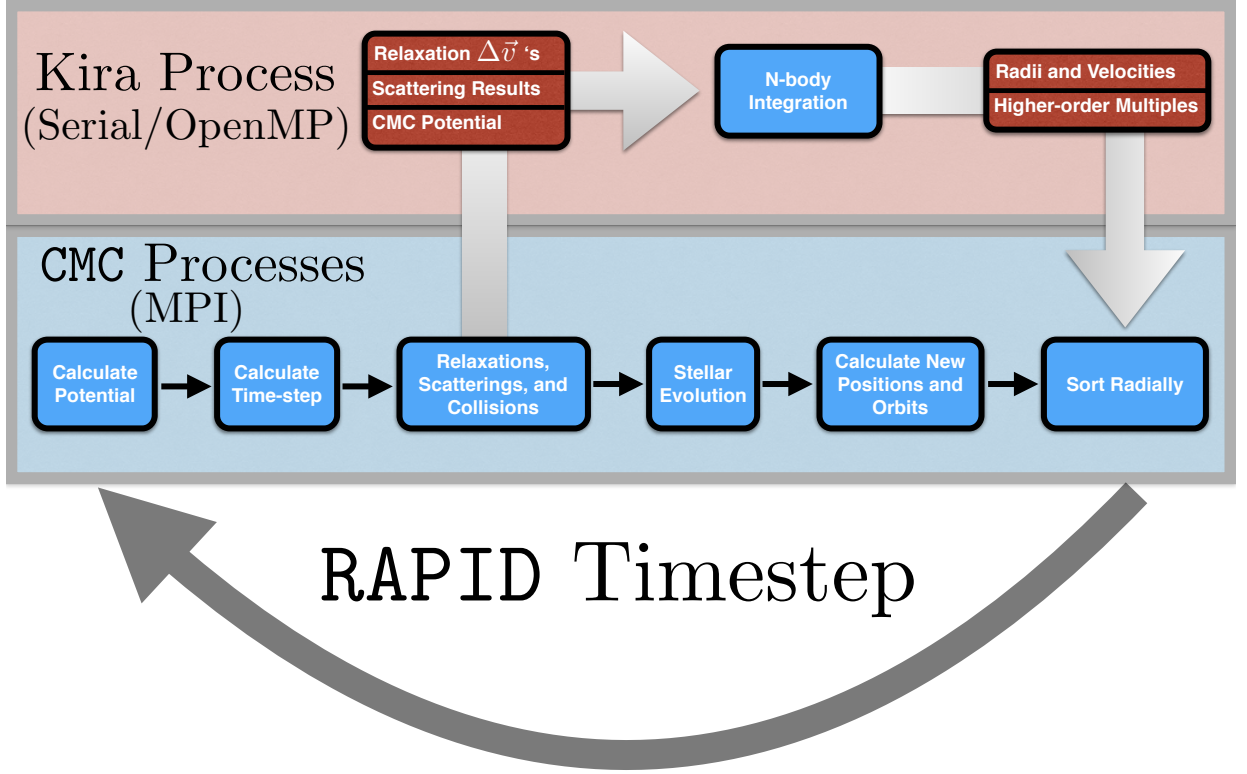 Kira Process
(Serial/OpenMP)
Relaxation Δv⃗ ‘s
Scattering Results
CMC Potential
N-body
Integration
Radii and Velocities
Higher-order Multiples
CMC Processes
(MPI)
Calculate
Potential
Calculate
Time-step
Relaxations,
Scatterings, and
Collisions
Stellar
Evolution
Calculate New
Positions and
Orbits
Sort Radially
RAPID Timestep